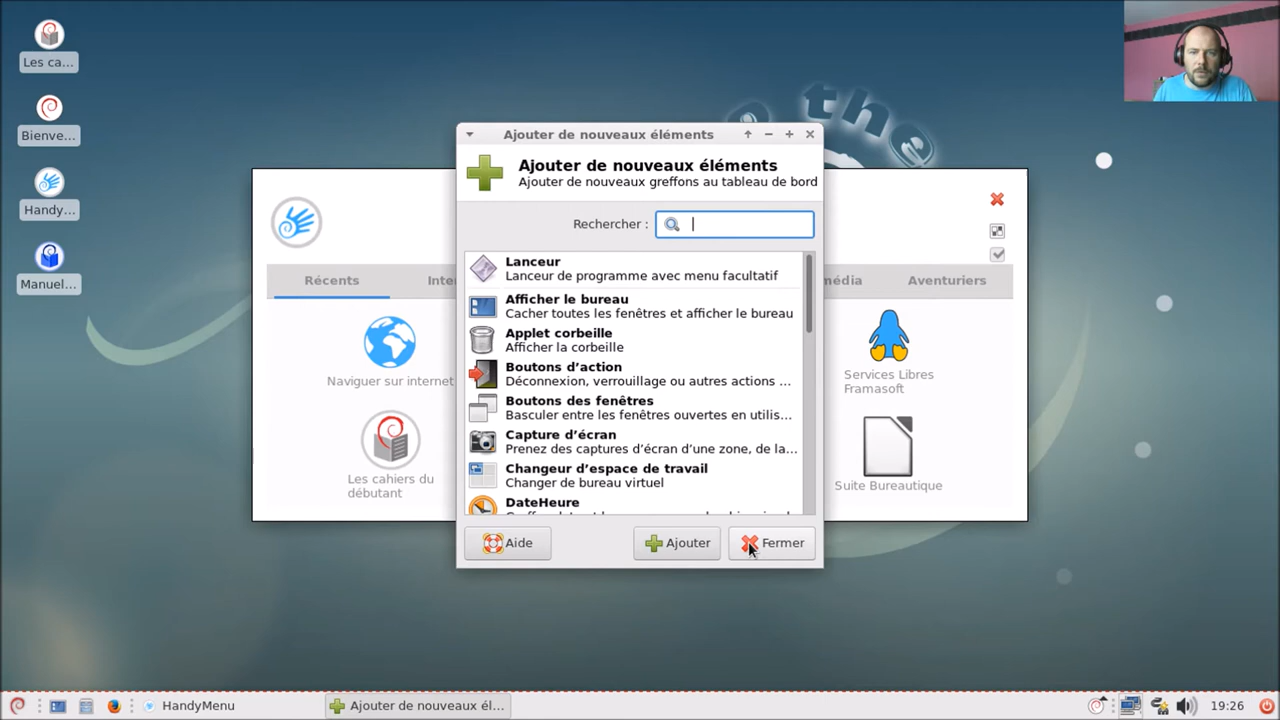 Les ca...
Bienve...
Handy...
Manuel...
the
Ajouter de nouveaux éléments
Ajouter de nouveaux éléments
Ajouter de nouveaux greffons au tableau de bord
Rechercher :
Lanceur
Lanceur de programme avec menu facultatif
Afficher le bureau
Cacher toutes les fenêtres et afficher le bureau
Applet corbeille
Afficher la corbeille
Boutons d’action
Déconnexion, verrouillage ou autres actions ...
Boutons des fenêtres
Basculer entre les fenêtres ouvertes en utilis...
Capture d’écran
Prenez des captures d’écran d’une zone, de la...
Changeur d’espace de travail
Changer de bureau virtuel
DateHeure
Aide
Ajouter
Fermer
Récents
Inter
média
Aventuriers
Naviguer sur internet
Services Libres
Framasoft
Les cahiers du
débutant
Suite Bureautique
HandyMenu
Ajouter de nouveaux él...
19:26